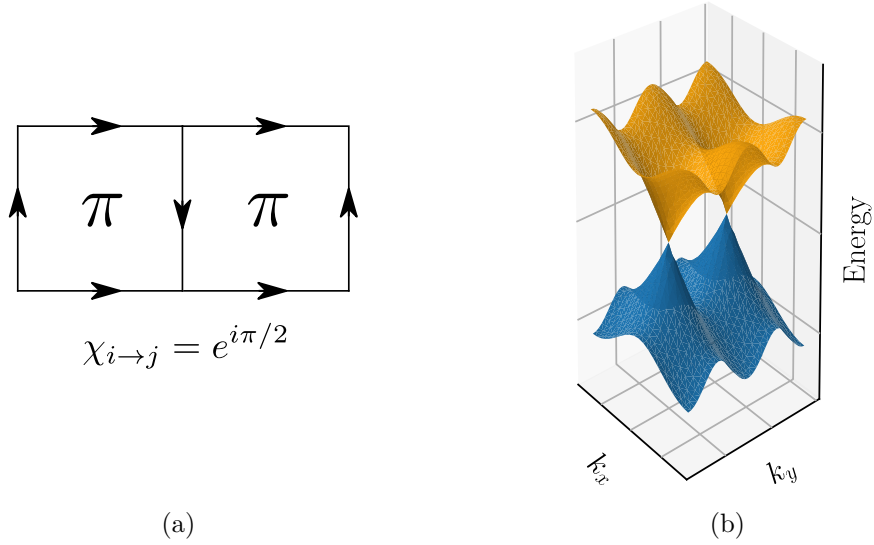 π π
χ_{i→j} = e^{iπ/2}
(a)
Energy
k_x
k_y
(b)